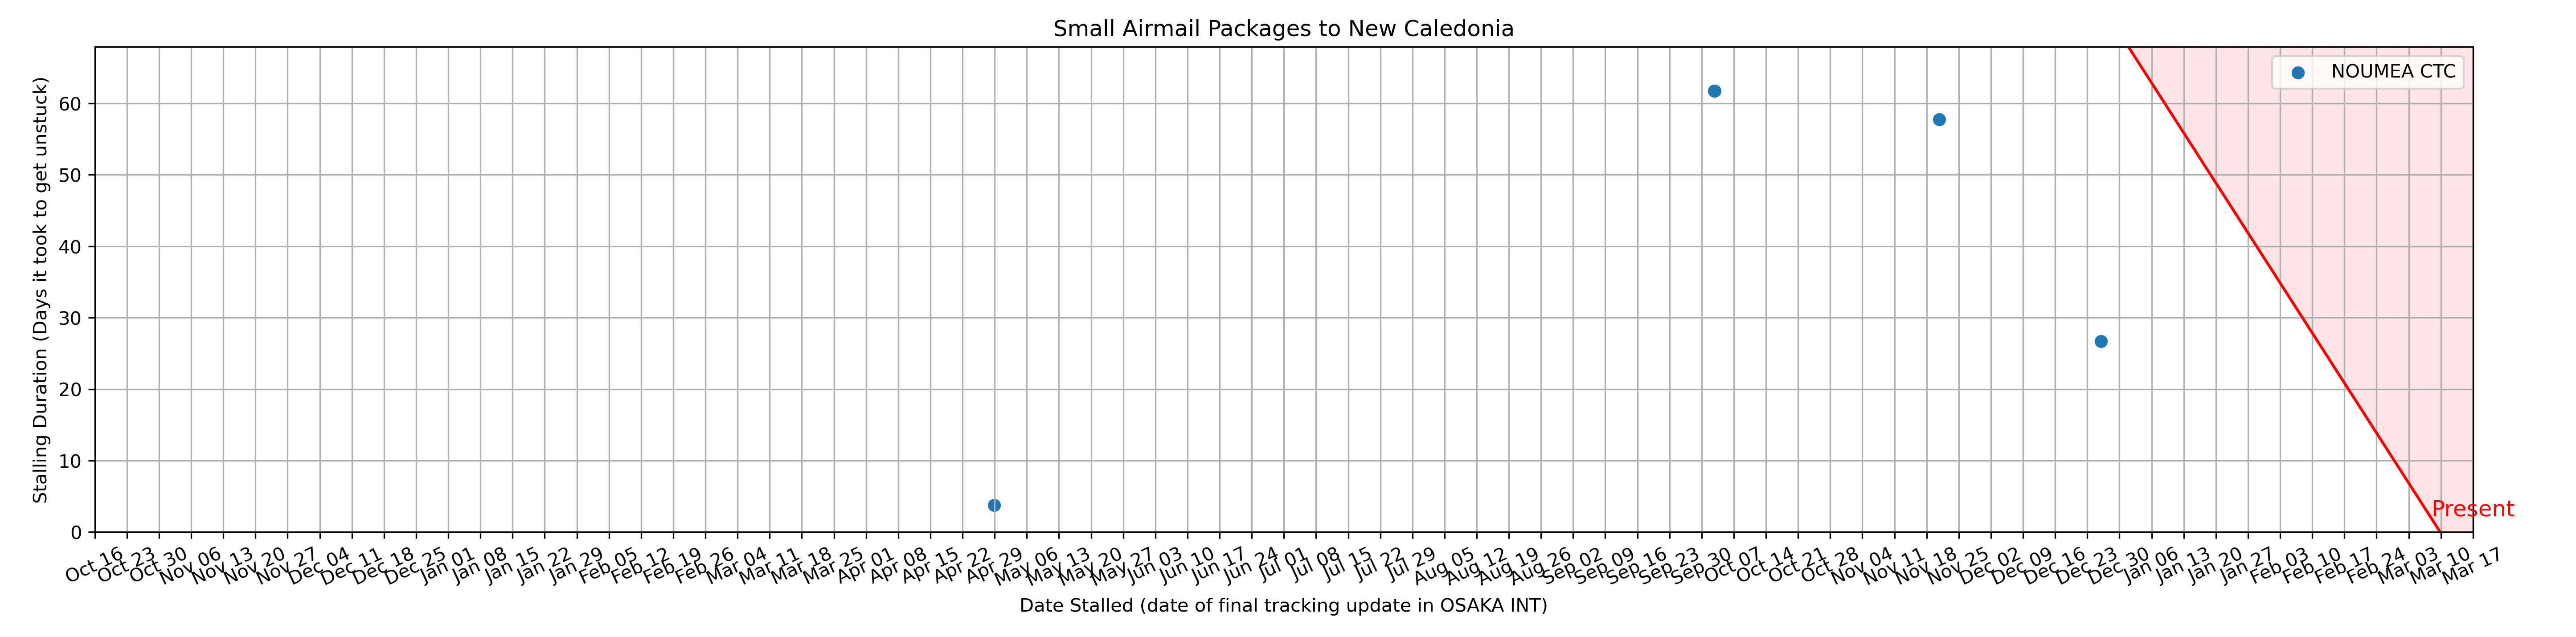 Small Airmail Packages to New Caledonia
NOUMEA CTC
Stalling Duration (Days it took to get unstuck)
60
50
40
30
20
10
0
Present
Oct 16 Oct 23 Oct 30 Nov 06 Nov 13 Nov 20 Nov 27 Dec 04 Dec 11 Dec 18 Dec 25 Jan 01 Jan 08 Jan 15 Jan 22 Jan 29 Feb 05 Feb 12 Feb 19 Feb 26 Mar 04 Mar 11 Mar 18 Mar 25 Apr 01 Apr 08 Apr 15 Apr 22 Apr 29 May 06 May 13 May 20 May 27 Jun 03 Jun 10 Jun 17 Jun 24 Jul 01 Jul 08 Jul 15 Jul 22 Jul 29 Aug 05 Aug 12 Aug 19 Aug 26 Sep 02 Sep 09 Sep 16 Sep 23 Sep 30 Oct 07 Oct 14 Oct 21 Oct 28 Nov 04 Nov 11 Nov 18 Nov 25 Dec 02 Dec 09 Dec 16 Dec 23 Dec 30 Jan 06 Jan 13 Jan 20 Jan 27 Feb 03 Feb 10 Feb 17 Feb 24 Mar 03 Mar 10 Mar 17
Date Stalled (date of final tracking update in OSAKA INT)